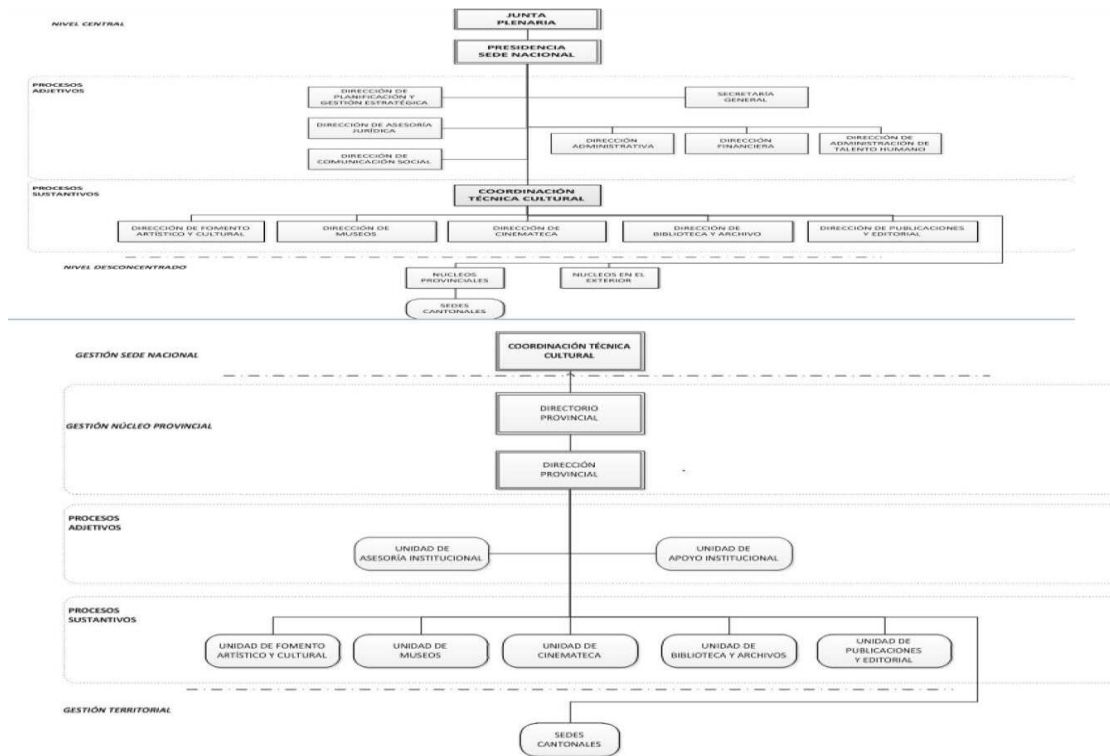 NIVEL CENTRAL
JUNTA
PLENARIA
PRESIDENCIA
SEDE NACIONAL
PROCESOS
ADJETIVOS
DIRECCIÓN DE
PLANIFICACIÓN Y
GESTIÓN ESTRATÉGICA
SECRETARÍA
GENERAL
DIRECCIÓN DE ASESORÍA
JURÍDICA
DIRECCIÓN
ADMINISTRATIVA
DIRECCIÓN
FINANCIERA
DIRECCIÓN DE
ADMINISTRACIÓN DE
TALENTO HUMANO
DIRECCIÓN DE
COMUNICACIÓN SOCIAL
PROCESOS
SUSTANTIVOS
COORDINACIÓN
TÉCNICA CULTURAL
DIRECCIÓN DE FOMENTO
ARTÍSTICO Y CULTURAL
DIRECCIÓN DE
MUSEOS
DIRECCIÓN DE
CINEMATECA
DIRECCIÓN DE
BIBLIOTECA Y ARCHIVO
DIRECCIÓN DE PUBLICACIONES
Y EDITORIAL
NIVEL DESCONCENTRADO
NUCLEOS
PROVINCIALES
NUCLEOS EN EL
EXTERIOR
SEDES
CANTONALES
GESTIÓN SEDE NACIONAL
COORDINACIÓN TÉCNICA
CULTURAL
GESTIÓN NÚCLEO PROVINCIAL
DIRECTORIO
PROVINCIAL
DIRECCIÓN
PROVINCIAL
PROCESOS
ADJETIVOS
UNIDAD DE
ASESORÍA INSTITUCIONAL
UNIDAD DE
APOYO INSTITUCIONAL
PROCESOS
SUSTANTIVOS
UNIDAD DE FOMENTO
ARTÍSTICO Y CULTURAL
UNIDAD DE
MUSEOS
UNIDAD DE
CINEMATECA
UNIDAD DE
BIBLIOTECA Y ARCHIVOS
UNIDAD DE
PUBLICACIONES
Y EDITORIAL
GESTIÓN TERRITORIAL
SEDES
CANTONALES